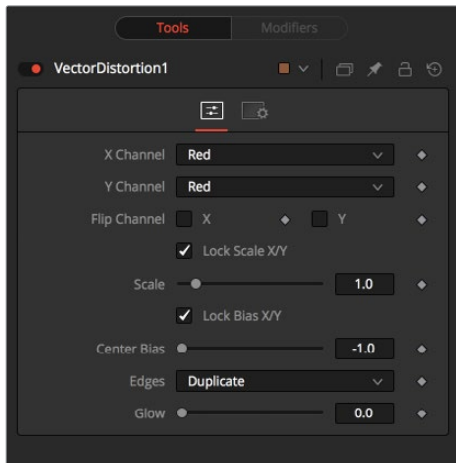 Tools Modifiers
VectorDistortion1
X Channel Red
Y Channel Red
Flip Channel X Y
Lock Scale X/Y
Scale 1.0
Lock Bias X/Y
Center Bias -1.0
Edges Duplicate
Glow 0.0